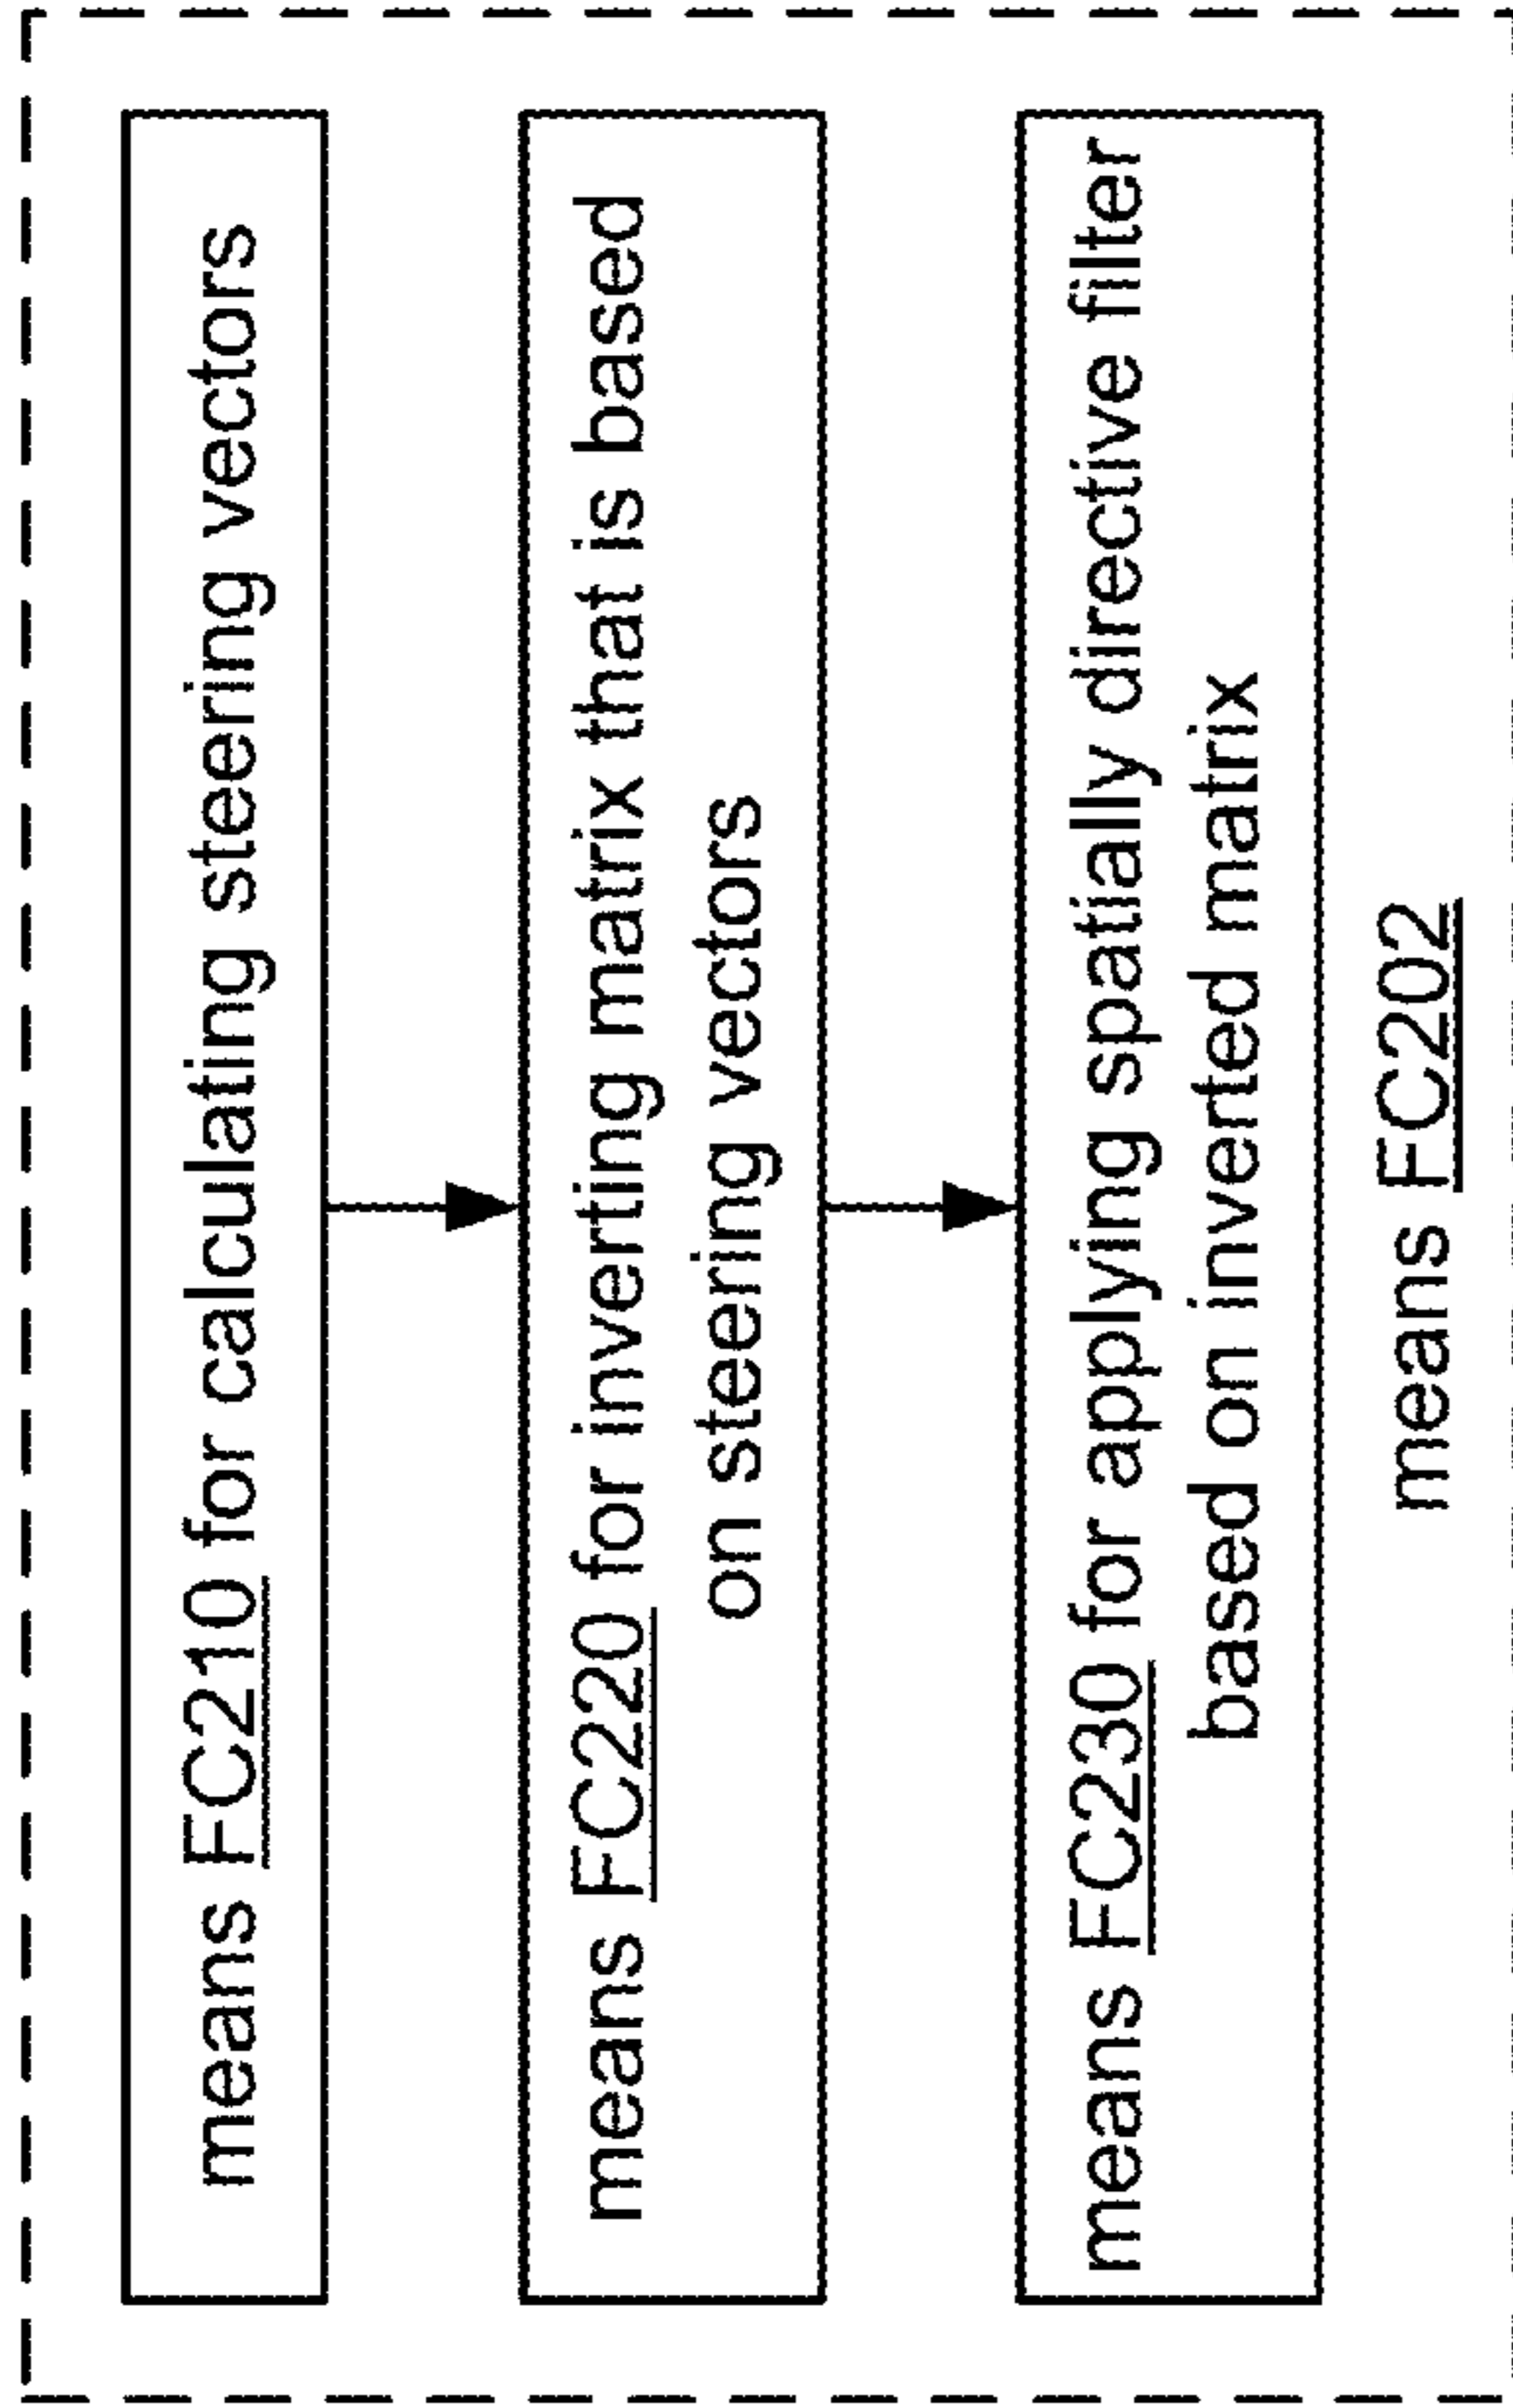 means FC210 for calculating steering vectors
means FC220 for inverting matrix that is based
on steering vectors
means FC230 for applying spatially directive filter
based on inverted matrix
means FC202